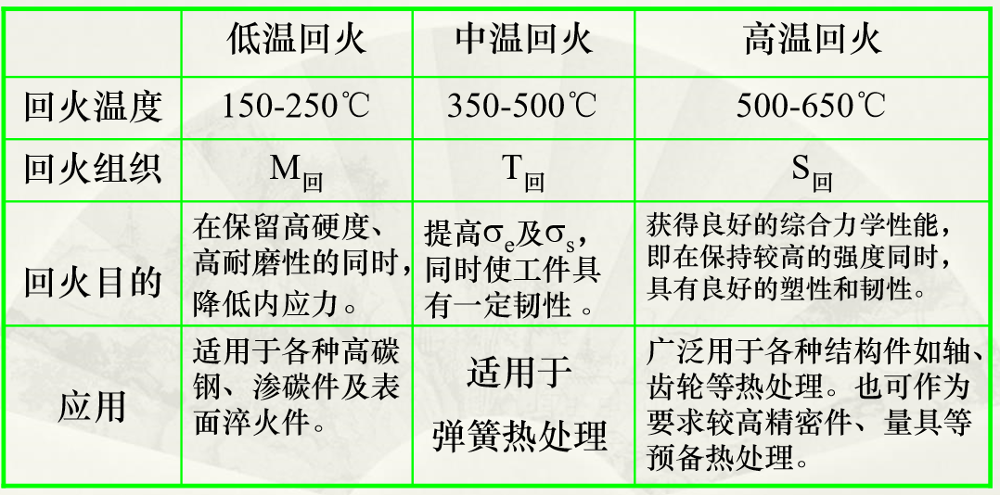 低温回火 中温回火 高温回火
回火温度 150-250℃ 350-500℃ 500-650℃
回火组织 M回 T回 S回
回火目的
在保留高硬度、
高耐磨性的同时，
降低内应力。
提高σe及σs，
同时使工件具
有一定韧性 。
获得良好的综合力学性能，
即在保持较高的强度同时，
具有良好的塑性和韧性。
应用
适用于各种高碳
钢、渗碳件及表
面淬火件。
适用于
弹簧热处理
广泛用于各种结构件如轴、
齿轮等热处理。也可作为
要求较高精密件、量具等
预备热处理。